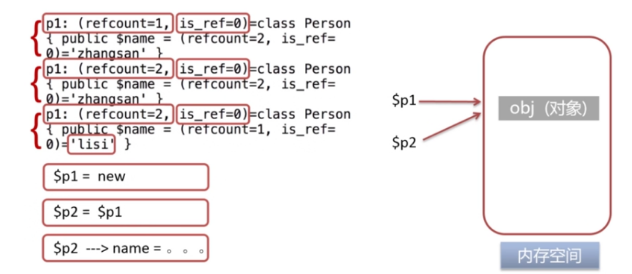 p1: (refcount=1, is_ref=0)=class Person
{ public $name = (refcount=2, is_ref=
0)='zhangsan' }
p1: (refcount=2, is_ref=0)=class Person
{ public $name = (refcount=2, is_ref=
0)='zhangsan' }
p1: (refcount=2, is_ref=0)=class Person
{ public $name = (refcount=1, is_ref=
0)='lisi' }
$p1 = new
$p2 = $p1
$p2 ---> name = 。 。 。
$p1
$p2
obj (对象)
内存空间